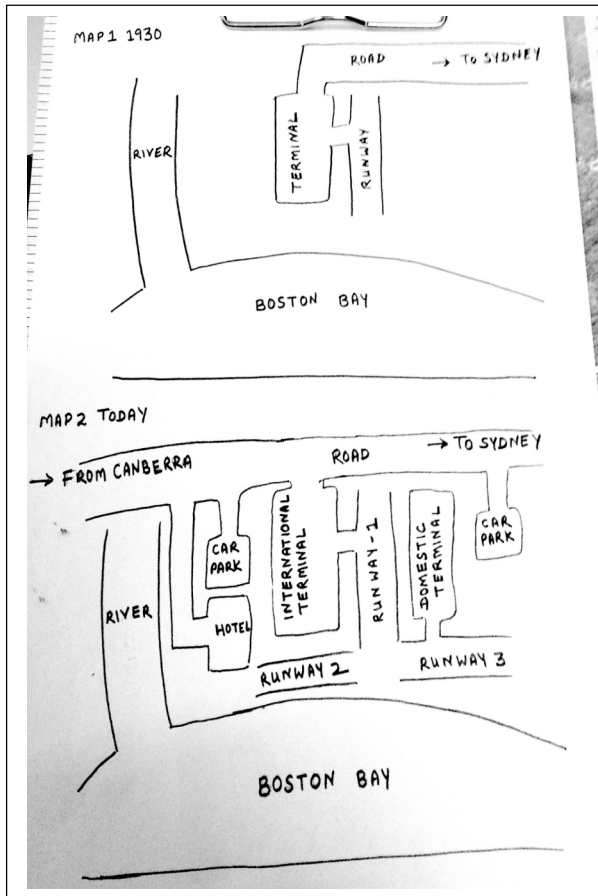 MAP 1 1930
ROAD → TO SYDNEY
RIVER
TERMINAL
RUNWAY
BOSTON BAY
MAP 2 TODAY
→ FROM CANBERRA
ROAD → TO SYDNEY
CAR
PARK
INTERNATIONAL
TERMINAL
RUNWAY-1
DOMESTIC
TERMINAL
CAR
PARK
RIVER
HOTEL
RUNWAY 2
RUNWAY 3
BOSTON BAY